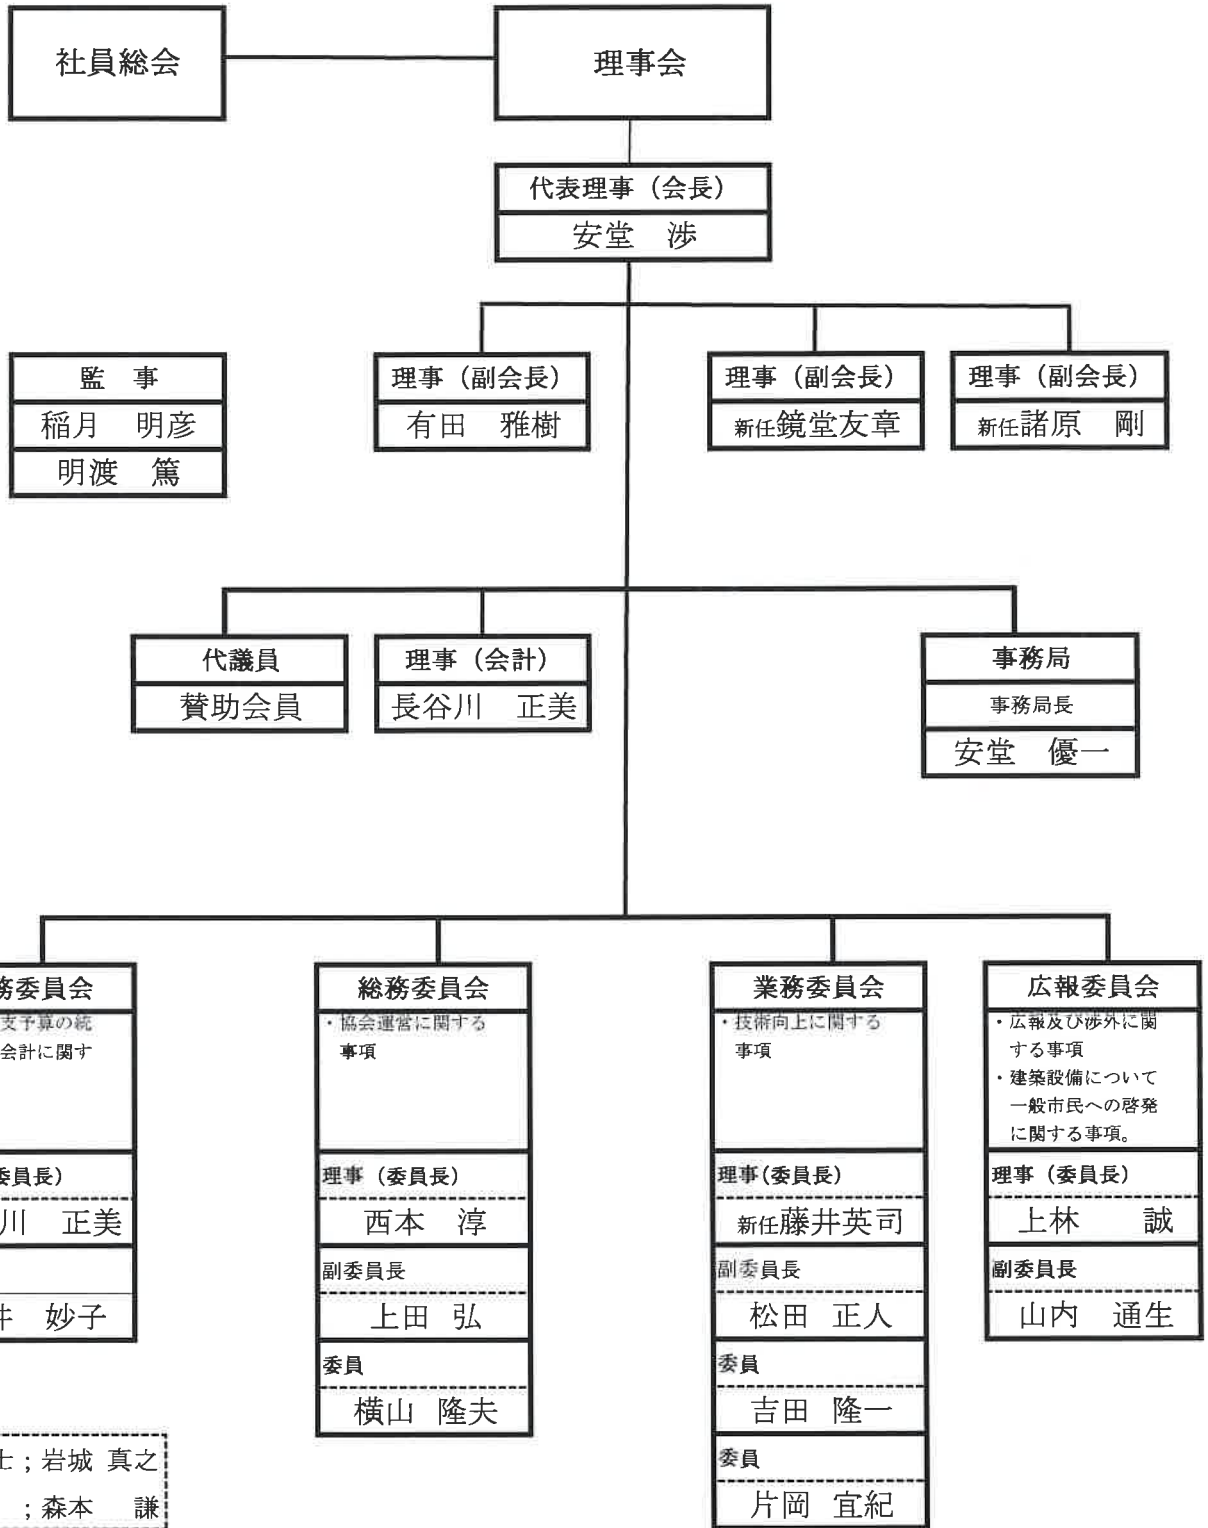 社員総会
理事会
代表理事（会長）
安堂　渉
監　事
稲月　明彦
明渡　篤
理事（副会長）
有田　雅樹
理事（副会長）
新任鏡堂友章
理事（副会長）
新任諸原　剛
代議員
賛助会員
理事（会計）
長谷川　正美
事務局
事務局長
安堂　優一
務委員会
支予算の統
会計に関す
委員長）
川　正美
井　妙子
総務委員会
・協会運営に関する
事項
理事（委員長）
西本　淳
副委員長
上田　弘
委員
横山　隆夫
業務委員会
・技術向上に関する
事項
理事（委員長）
新任藤井英司
副委員長
松田　正人
委員
吉田　隆一
委員
片岡　宜紀
広報委員会
・広報及び渉外に関
する事項
・建築設備について
一般市民への啓発
に関する事項。
理事（委員長）
上林　誠
副委員長
山内　通生
士；岩城　真之
；森本　謙